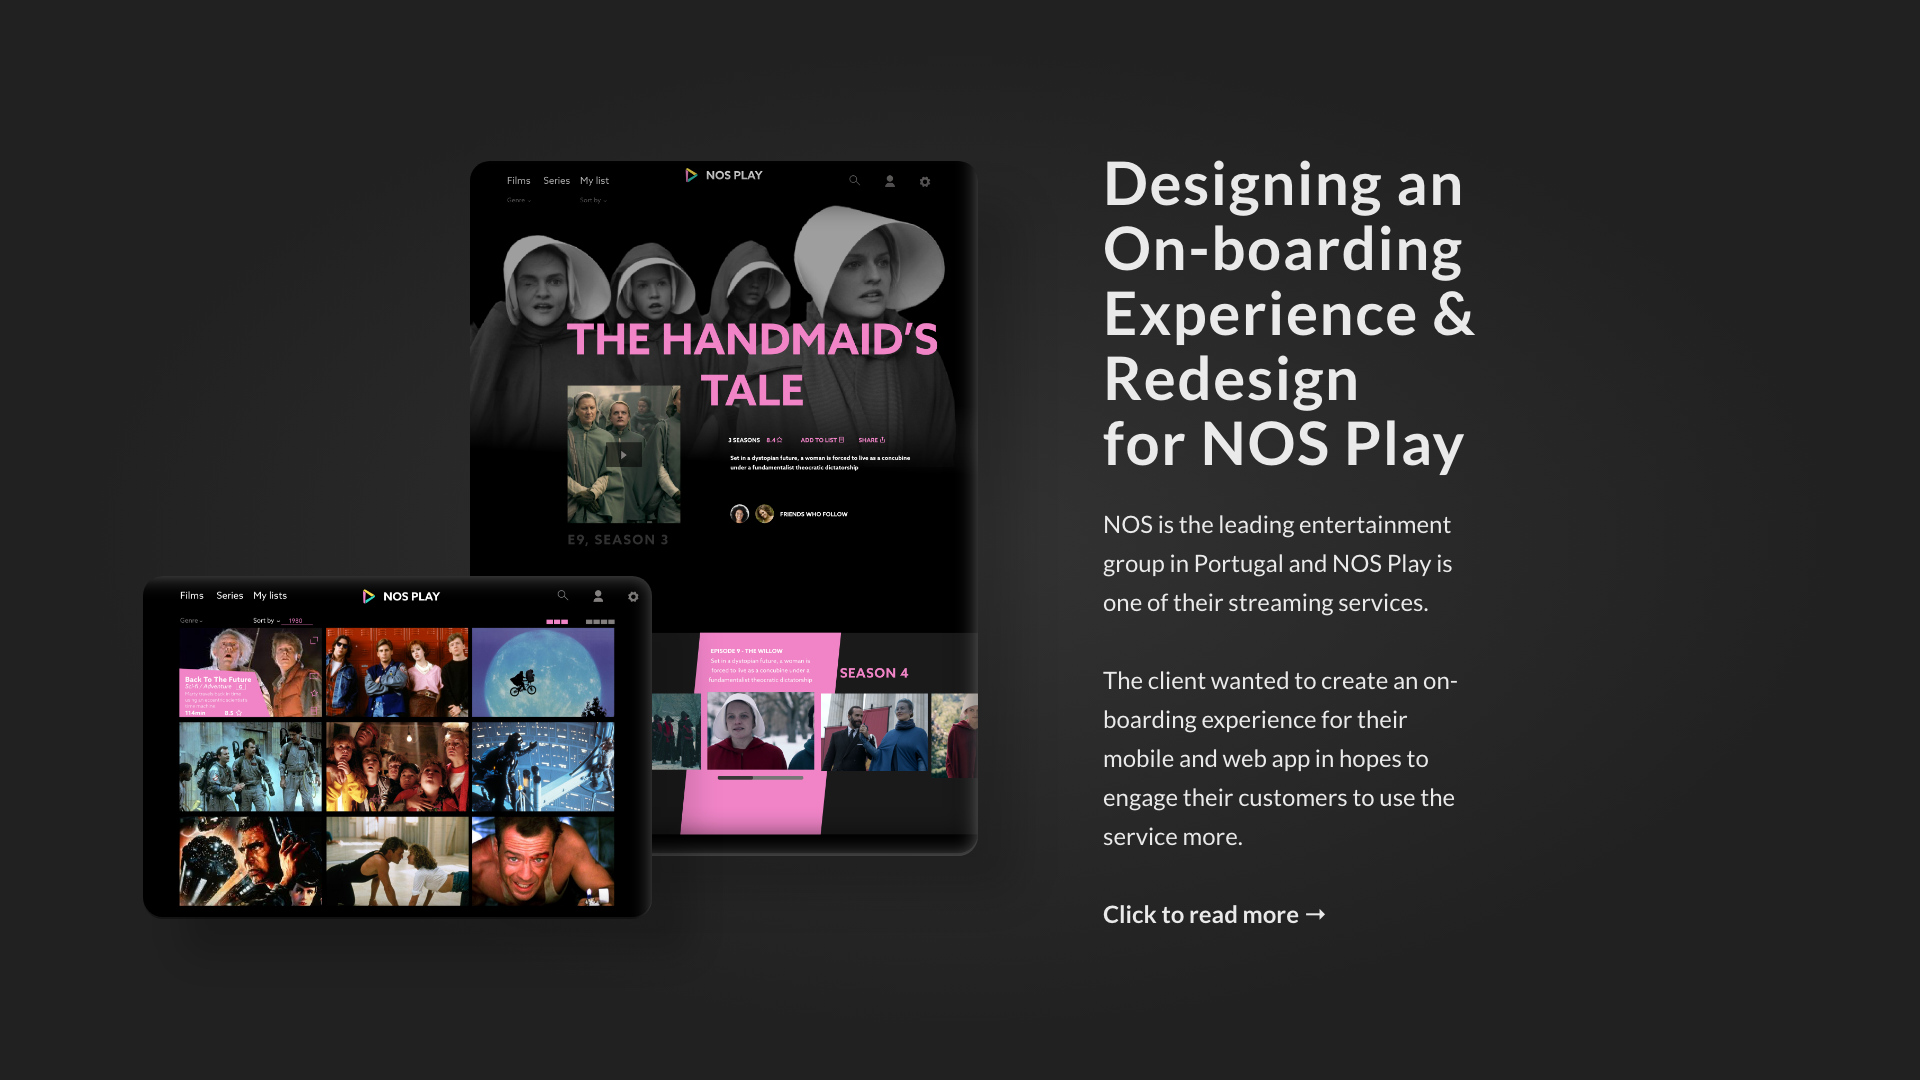 Films Series My list
NOS PLAY
Genre
Sort by
THE HANDMAID'S
TALE
3 SEASONS 8.4 ADD TO LIST SHARE
Set in a dystopian future, a woman is forced to live as a concubine
under a fundamentalist theocratic dictatorship
FRIENDS WHO FOLLOW
E9, SEASON 3
EPISODE 9 - THE WILLOW
Set in a dystopian future, a woman is
forced to live as a concubine under a
fundamentalist theocratic dictatorship
SEASON 4
Films Series My lists
NOS PLAY
Genre
Sort by 1980
Back To The Future
Sci-fi / Adventure
114min 8.5
Designing an
On-boarding
Experience &
Redesign
for NOS Play
NOS is the leading entertainment
group in Portugal and NOS Play is
one of their streaming services.
The client wanted to create an on-
boarding experience for their
mobile and web app in hopes to
engage their customers to use the
service more.
Click to read more →